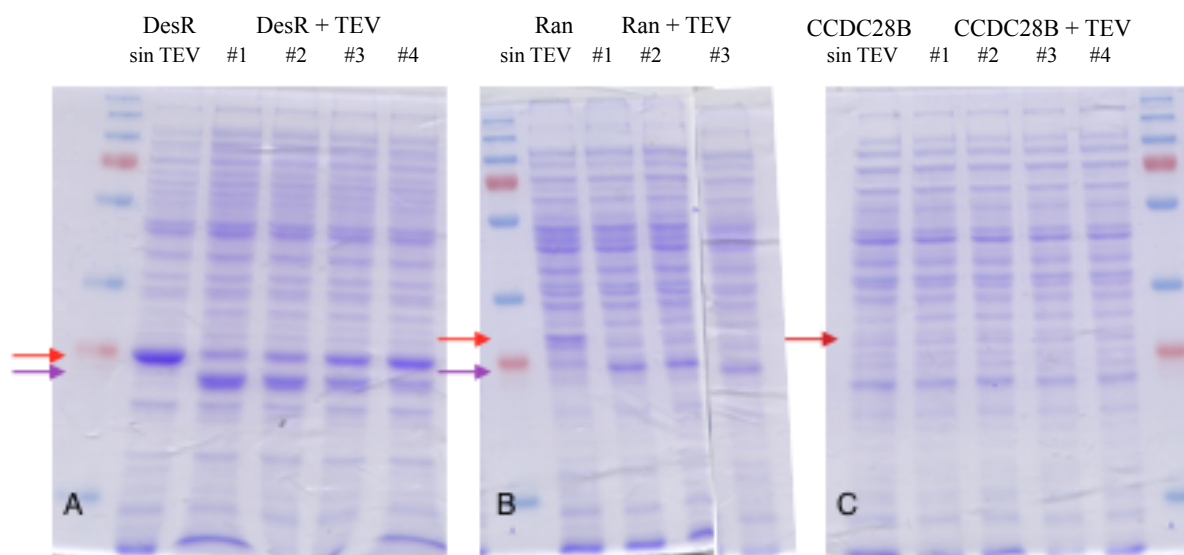 DesR DesR + TEV Ran Ran + TEV CCDC28B CCDC28B + TEV
sin TEV #1 #2 #3 #4 sin TEV #1 #2 #3 sin TEV #1 #2 #3 #4
A B C